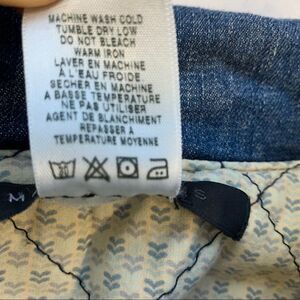 MACHINE WASH COLD
TUMBLE DRY LOW
DO NOT BLEACH
WARM IRON
LAVER EN MACHINE
A L'EAU FROIDE
SECHER EN MACHINE
A BASSE TEMPERATURE
NE PAS UTILISER
AGENT DE BLANCHIMENT
REPASSER A
TEMPERATURE MOYENNE
M